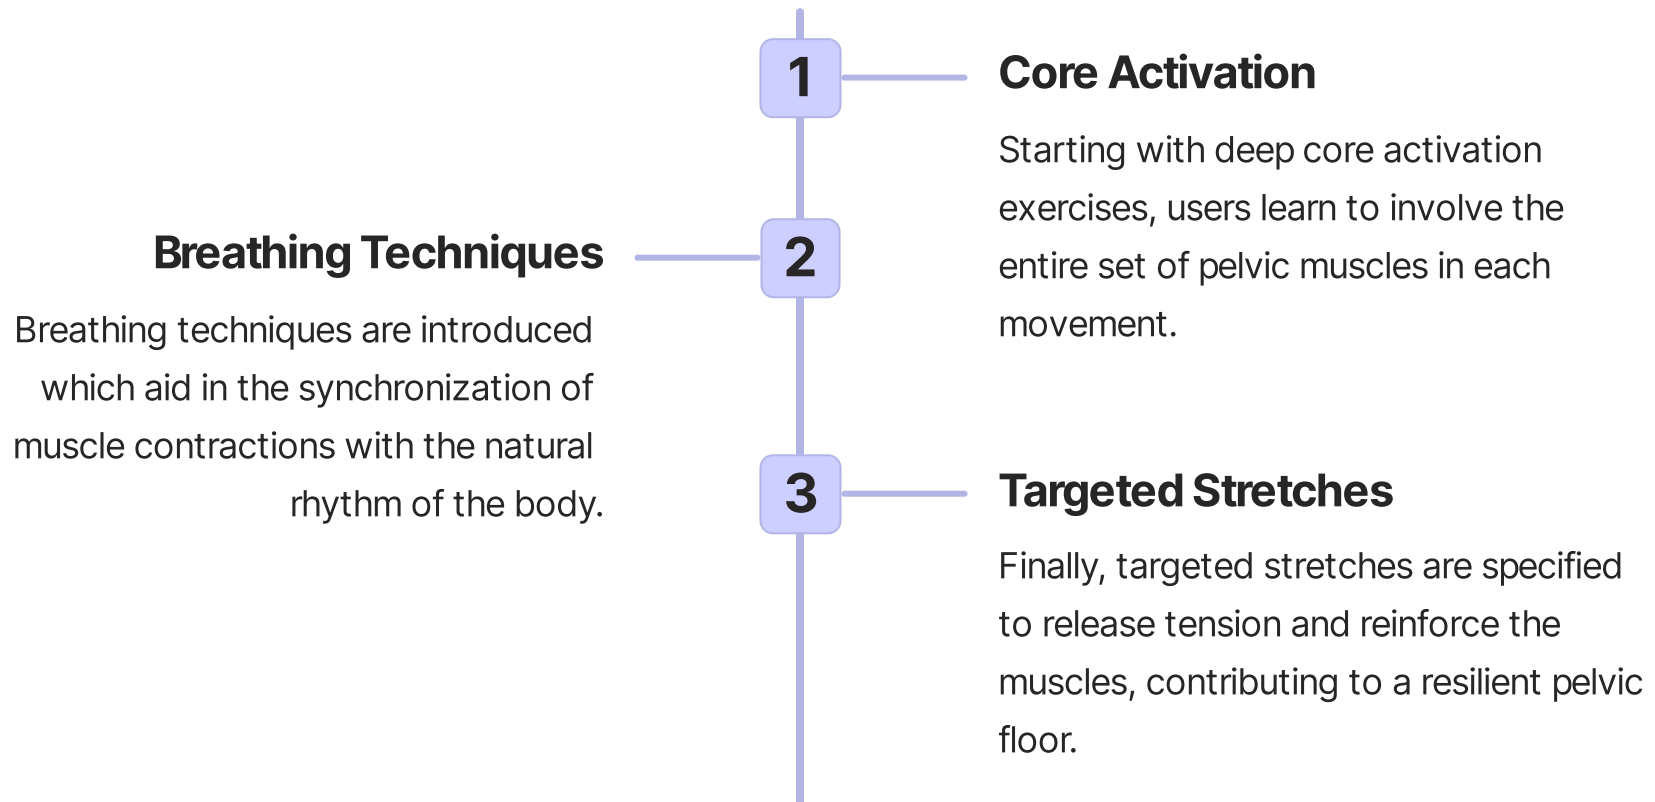 1
Core Activation
Starting with deep core activation
exercises, users learn to involve the
entire set of pelvic muscles in each
movement.
2
Breathing Techniques
Breathing techniques are introduced
which aid in the synchronization of
muscle contractions with the natural
rhythm of the body.
3
Targeted Stretches
Finally, targeted stretches are specified
to release tension and reinforce the
muscles, contributing to a resilient pelvic
floor.